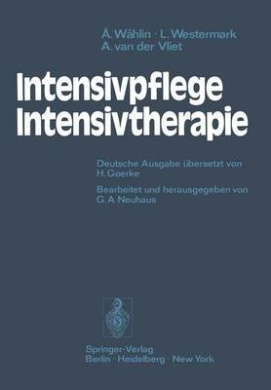 Å. Wåhlin · L. Westermark
A. van der Vliet
Intensivpflege
Intensivtherapie
Deutsche Ausgabe übersetzt von
H. Goerke
Bearbeitet und herausgegeben von
G. A. Neuhaus
Springer-Verlag
Berlin · Heidelberg · New York